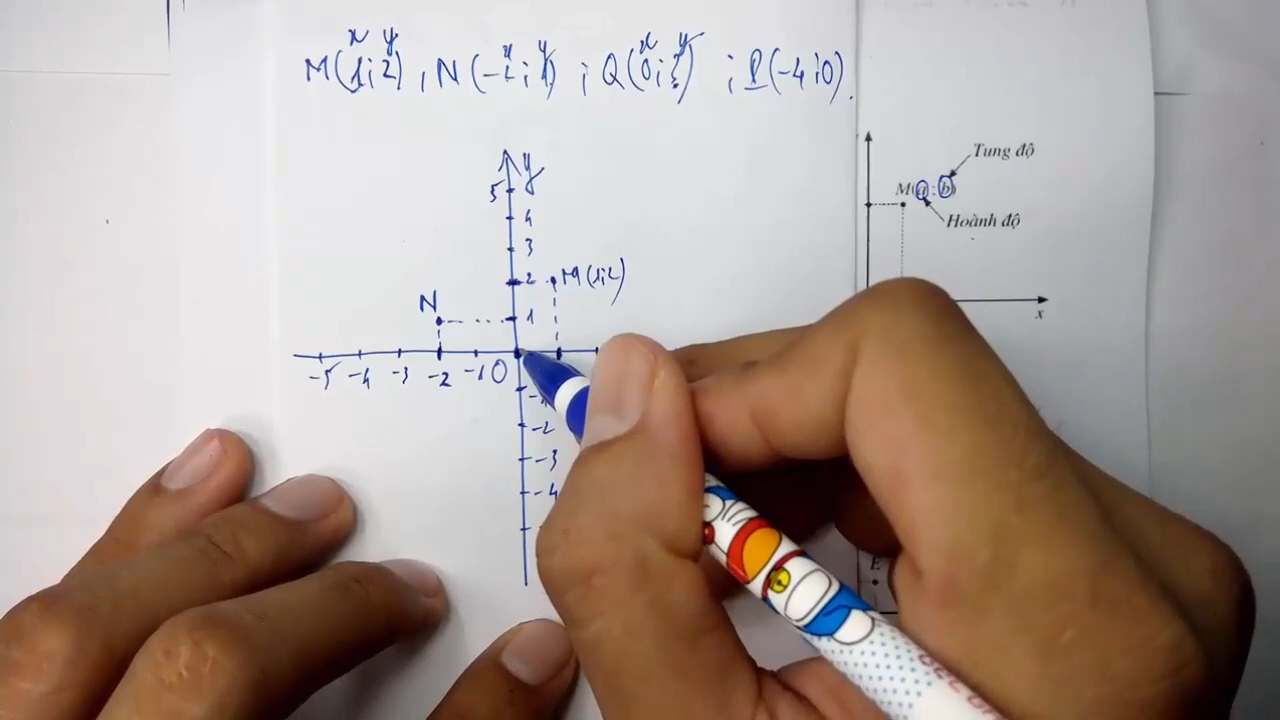 x y x y x y
M(1;2) , N(-2;1) ; Q(0; ) ; P(-4;0).
y
5
4
3
2 M(1;2)
N
1
-5 -4 -3 -2 -1 O
-1
-2
-3
-4
Tung độ
M(a;b)
Hoành độ
x
E